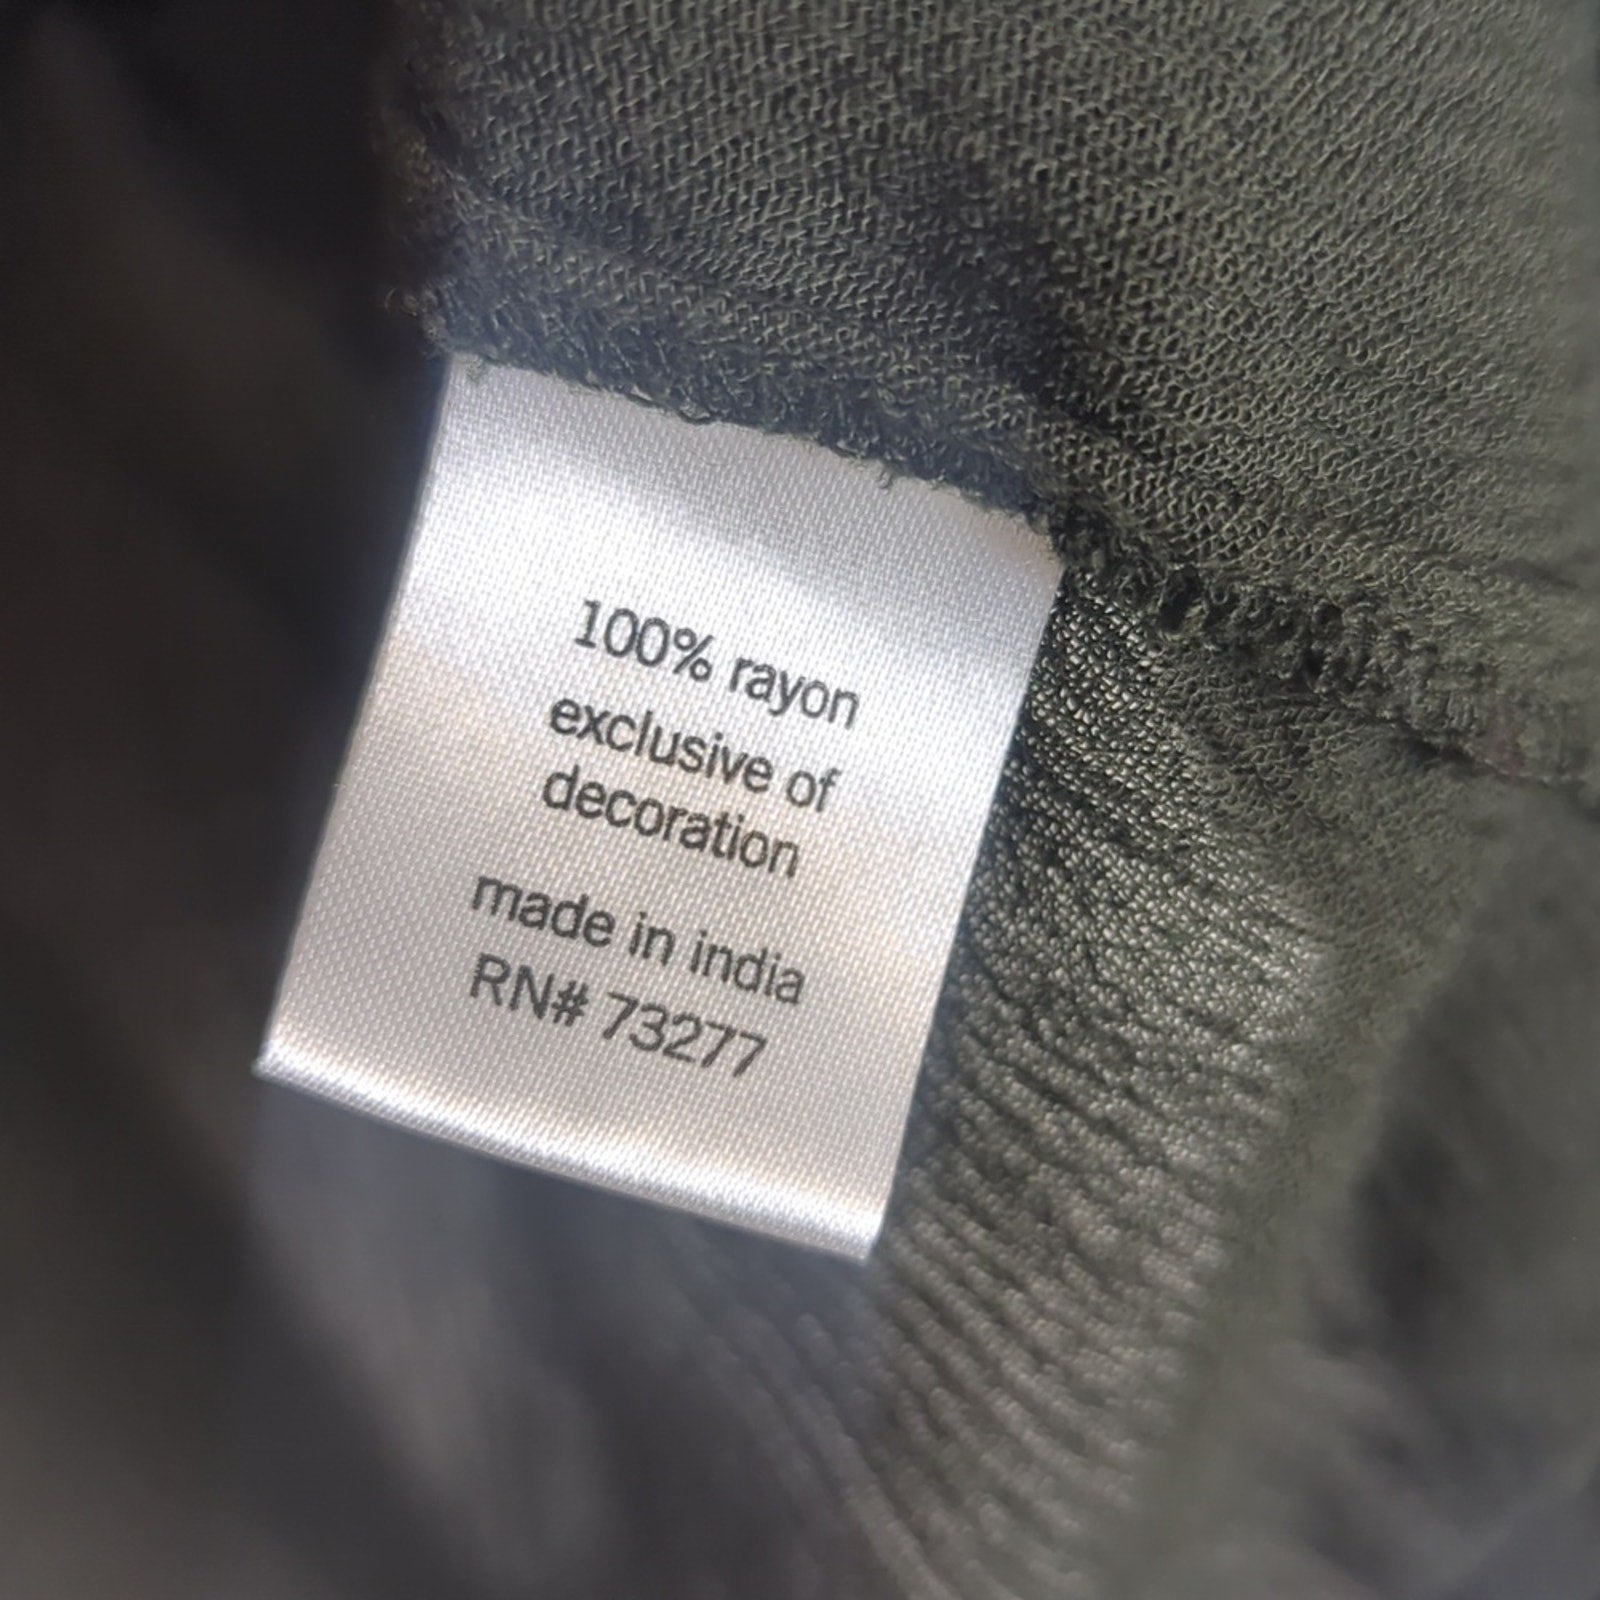 100% rayon
exclusive of
decoration
made in india
RN# 73277